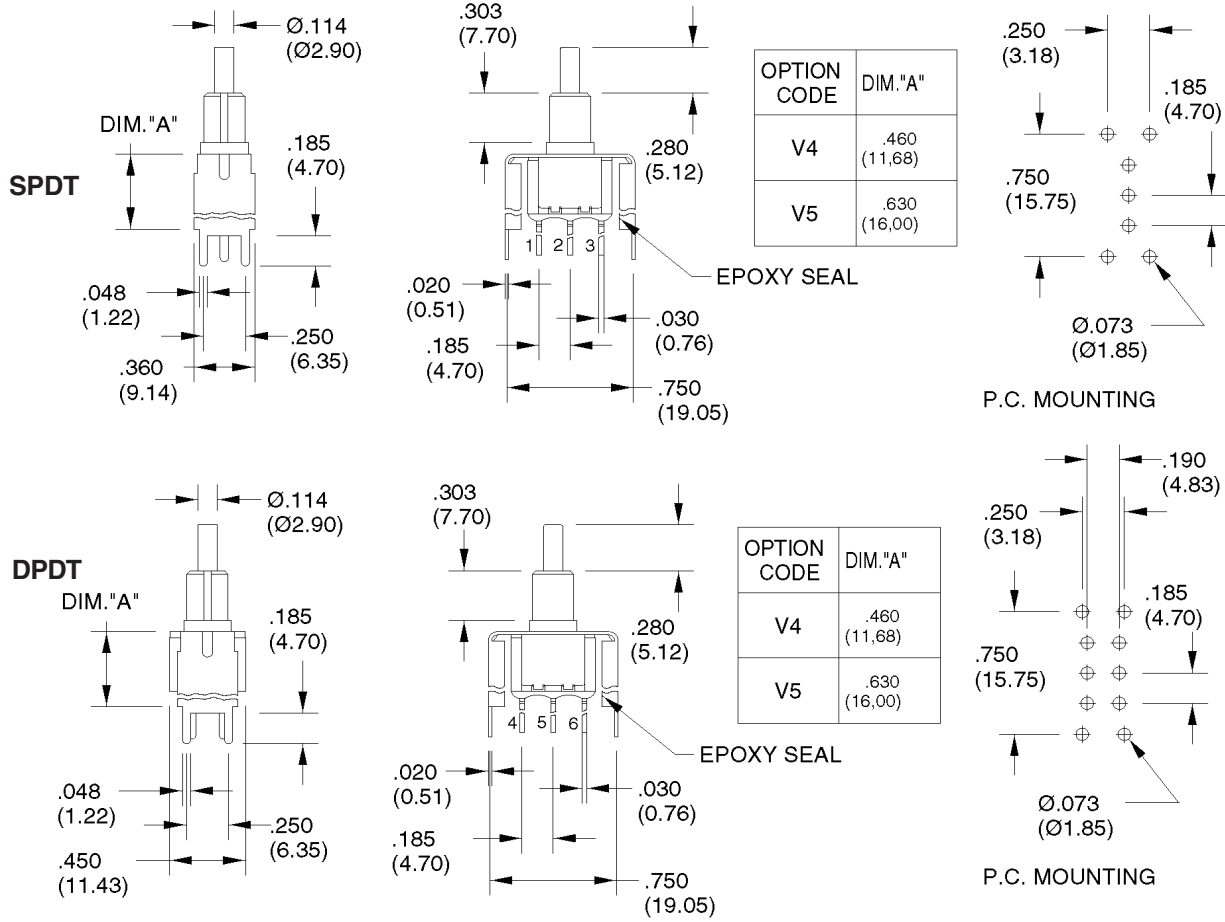 SPDT
Ø.114
(Ø2.90)
DIM."A"
.185
(4.70)
.048
(1.22)
.250
(6.35)
.360
(9.14)
.303
(7.70)
.280
(5.12)
1 2 3
EPOXY SEAL
.020
(0.51)
.030
(0.76)
.185
(4.70)
.750
(19.05)
OPTION CODE DIM."A"
V4 .460 (11,68)
V5 .630 (16,00)
.250
(3.18)
.185
(4.70)
.750
(15.75)
Ø.073
(Ø1.85)
P.C. MOUNTING
DPDT
Ø.114
(Ø2.90)
DIM."A"
.185
(4.70)
.048
(1.22)
.250
(6.35)
.450
(11.43)
.303
(7.70)
.280
(5.12)
4 5 6
EPOXY SEAL
.020
(0.51)
.030
(0.76)
.185
(4.70)
.750
(19.05)
OPTION CODE DIM."A"
V4 .460 (11,68)
V5 .630 (16,00)
.190
(4.83)
.250
(3.18)
.185
(4.70)
.750
(15.75)
Ø.073
(Ø1.85)
P.C. MOUNTING